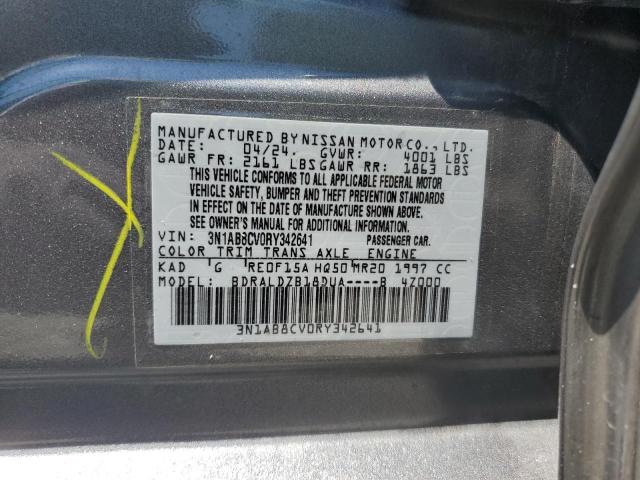 MANUFACTURED BY NISSAN MOTOR CO., LTD.
DATE: 04/24. GVWR: 4001 LBS
GAWR FR: 2161 LBS GAWR RR: 1863 LBS
THIS VEHICLE CONFORMS TO ALL APPLICABLE FEDERAL MOTOR
VEHICLE SAFETY, BUMPER AND THEFT PREVENTION STANDARDS
IN EFFECT ON THE DATE OF MANUFACTURE SHOWN ABOVE.
SEE OWNER'S MANUAL FOR ADDITIONAL INFORMATION
VIN: 3N1AB8CV0RY342641 PASSENGER CAR.
COLOR TRIM TRANS AXLE ENGINE
KAD G RE0F15A HQ50 MR20 1997 CC
MODEL: BDRALDZB18DUA----B 4Z000
3N1AB8CV0RY342641